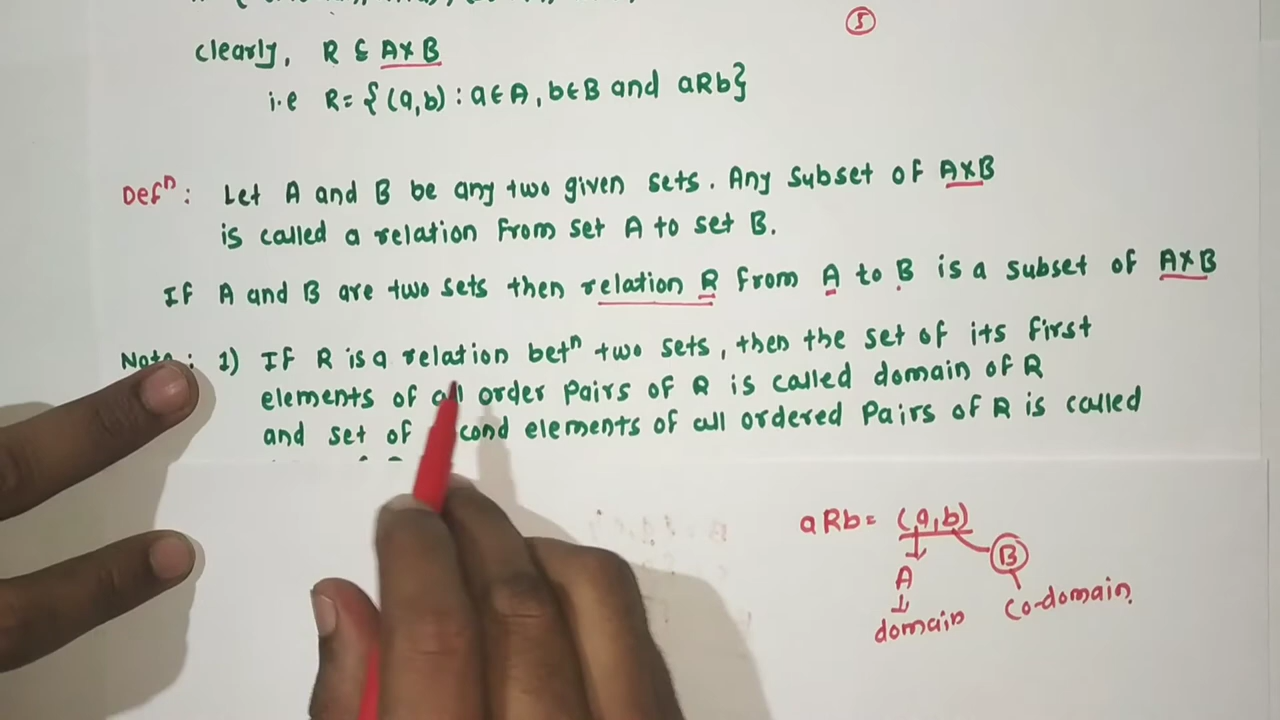 ⑤
clearly, R ⊆ A×B
i.e R = {(a,b) : a∈A, b∈B and aRb}
Defⁿ: Let A and B be any two given sets. Any subset of A×B
is called a relation from set A to set B.
If A and B are two sets then relation R from A to B is a subset of A×B
Note: 1) If R is a relation betⁿ two sets, then the set of its first
elements of all order pairs of R is called domain of R
and set of elements of all ordered pairs of R is called
aRb = (a,b)
↓
A B
↓
domain co-domain